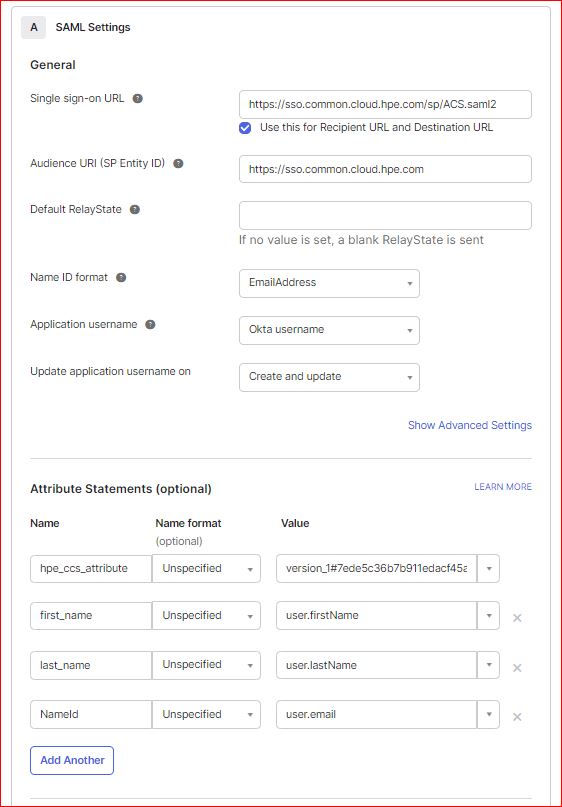 A SAML Settings
General
Single sign-on URL ?
https://sso.common.cloud.hpe.com/sp/ACS.saml2
Use this for Recipient URL and Destination URL
Audience URI (SP Entity ID) ?
https://sso.common.cloud.hpe.com
Default RelayState ?
If no value is set, a blank RelayState is sent
Name ID format ?
EmailAddress
Application username ?
Okta username
Update application username on
Create and update
Show Advanced Settings
Attribute Statements (optional)
LEARN MORE
Name Name format Value
(optional)
hpe_ccs_attribute Unspecified version_1#7ede5c36b7b911edacf45a
first_name Unspecified user.firstName
last_name Unspecified user.lastName
NameId Unspecified user.email
Add Another